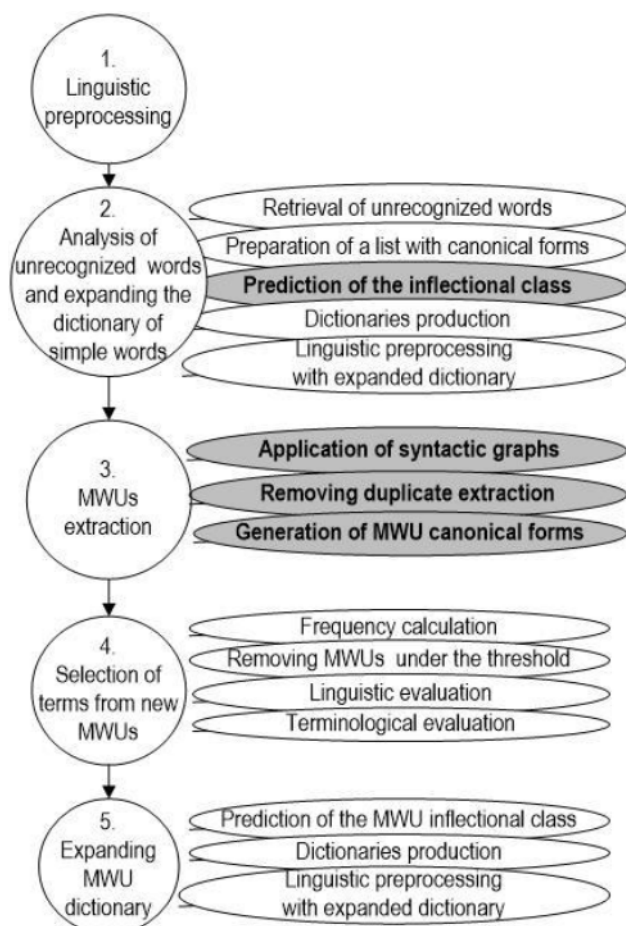 1.
Linguistic
preprocessing
2.
Analysis of
unrecognized words
and expanding the
dictionary of
simple words
Retrieval of unrecognized words
Preparation of a list with canonical forms
Prediction of the inflectional class
Dictionaries production
Linguistic preprocessing
with expanded dictionary
3.
MWUs
extraction
Application of syntactic graphs
Removing duplicate extraction
Generation of MWU canonical forms
4.
Selection of
terms from new
MWUs
Frequency calculation
Removing MWUs under the threshold
Linguistic evaluation
Terminological evaluation
5.
Expanding
MWU
dictionary
Prediction of the MWU inflectional class
Dictionaries production
Linguistic preprocessing
with expanded dictionary